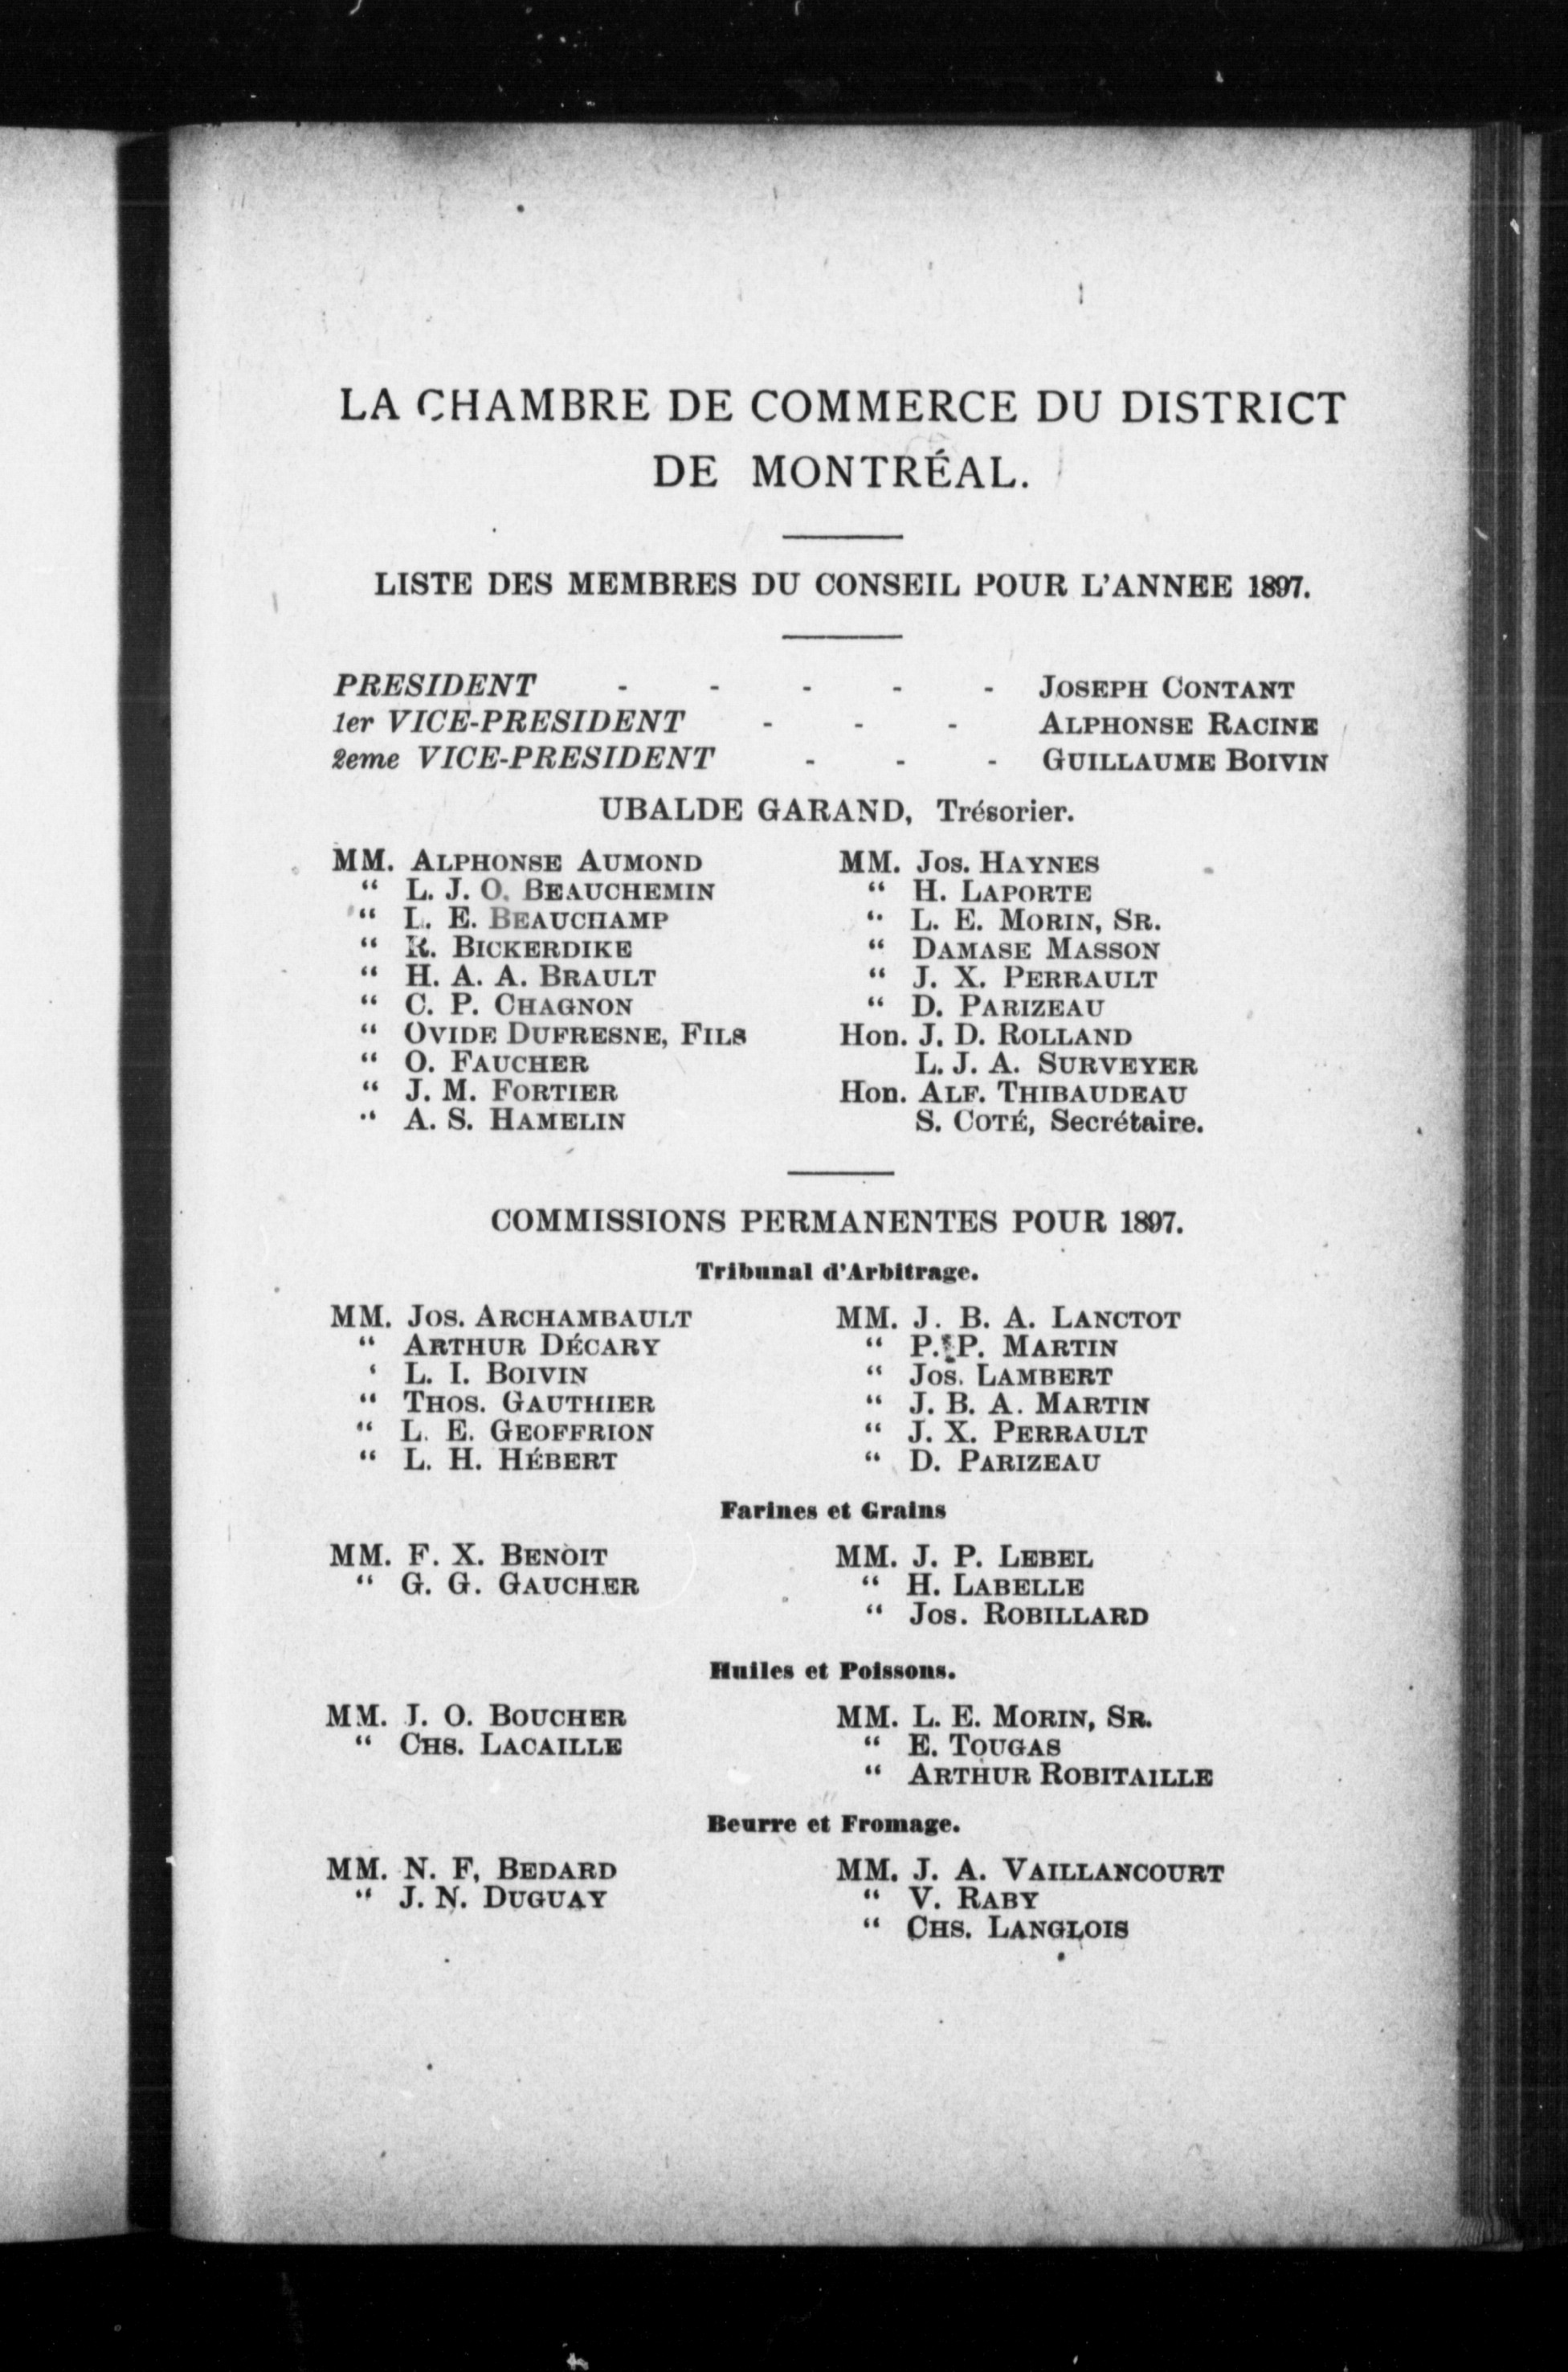 LA CHAMBRE DE COMMERCE DU DISTRICT
DE MONTRÉAL.
LISTE DES MEMBRES DU CONSEIL POUR L'ANNEE 1897.
PRESIDENT - - - - - JOSEPH CONTANT
1er VICE-PRESIDENT - - - ALPHONSE RACINE
2eme VICE-PRESIDENT - - - GUILLAUME BOIVIN
UBALDE GARAND, Trésorier.
MM. ALPHONSE AUMOND
“ L. J. O. BEAUCHEMIN
“ L. E. BEAUCHAMP
“ R. BICKERDIKE
“ H. A. A. BRAULT
“ C. P. CHAGNON
“ OVIDE DUFRESNE, FILS
“ O. FAUCHER
“ J. M. FORTIER
“ A. S. HAMELIN
MM. JOS. HAYNES
“ H. LAPORTE
“ L. E. MORIN, SR.
“ DAMASE MASSON
“ J. X. PERRAULT
“ D. PARIZEAU
Hon. J. D. ROLLAND
L. J. A. SURVEYER
Hon. ALF. THIBAUDEAU
S. COTÉ, Secrétaire.
COMMISSIONS PERMANENTES POUR 1897.
Tribunal d'Arbitrage.
MM. JOS. ARCHAMBAULT
“ ARTHUR DÉCARY
‘ L. I. BOIVIN
“ THOS. GAUTHIER
“ L. E. GEOFFRION
“ L. H. HÉBERT
MM. J. B. A. LANCTOT
“ P. P. MARTIN
“ JOS. LAMBERT
“ J. B. A. MARTIN
“ J. X. PERRAULT
“ D. PARIZEAU
Farines et Grains
MM. F. X. BENOIT
“ G. G. GAUCHER
MM. J. P. LEBEL
“ H. LABELLE
“ JOS. ROBILLARD
Huiles et Poissons.
MM. J. O. BOUCHER
“ CHS. LACAILLE
MM. L. E. MORIN, SR.
“ E. TOUGAS
“ ARTHUR ROBITAILLE
Beurre et Fromage.
MM. N. F, BEDARD
“ J. N. DUGUAY
MM. J. A. VAILLANCOURT
“ V. RABY
“ CHS. LANGLOIS